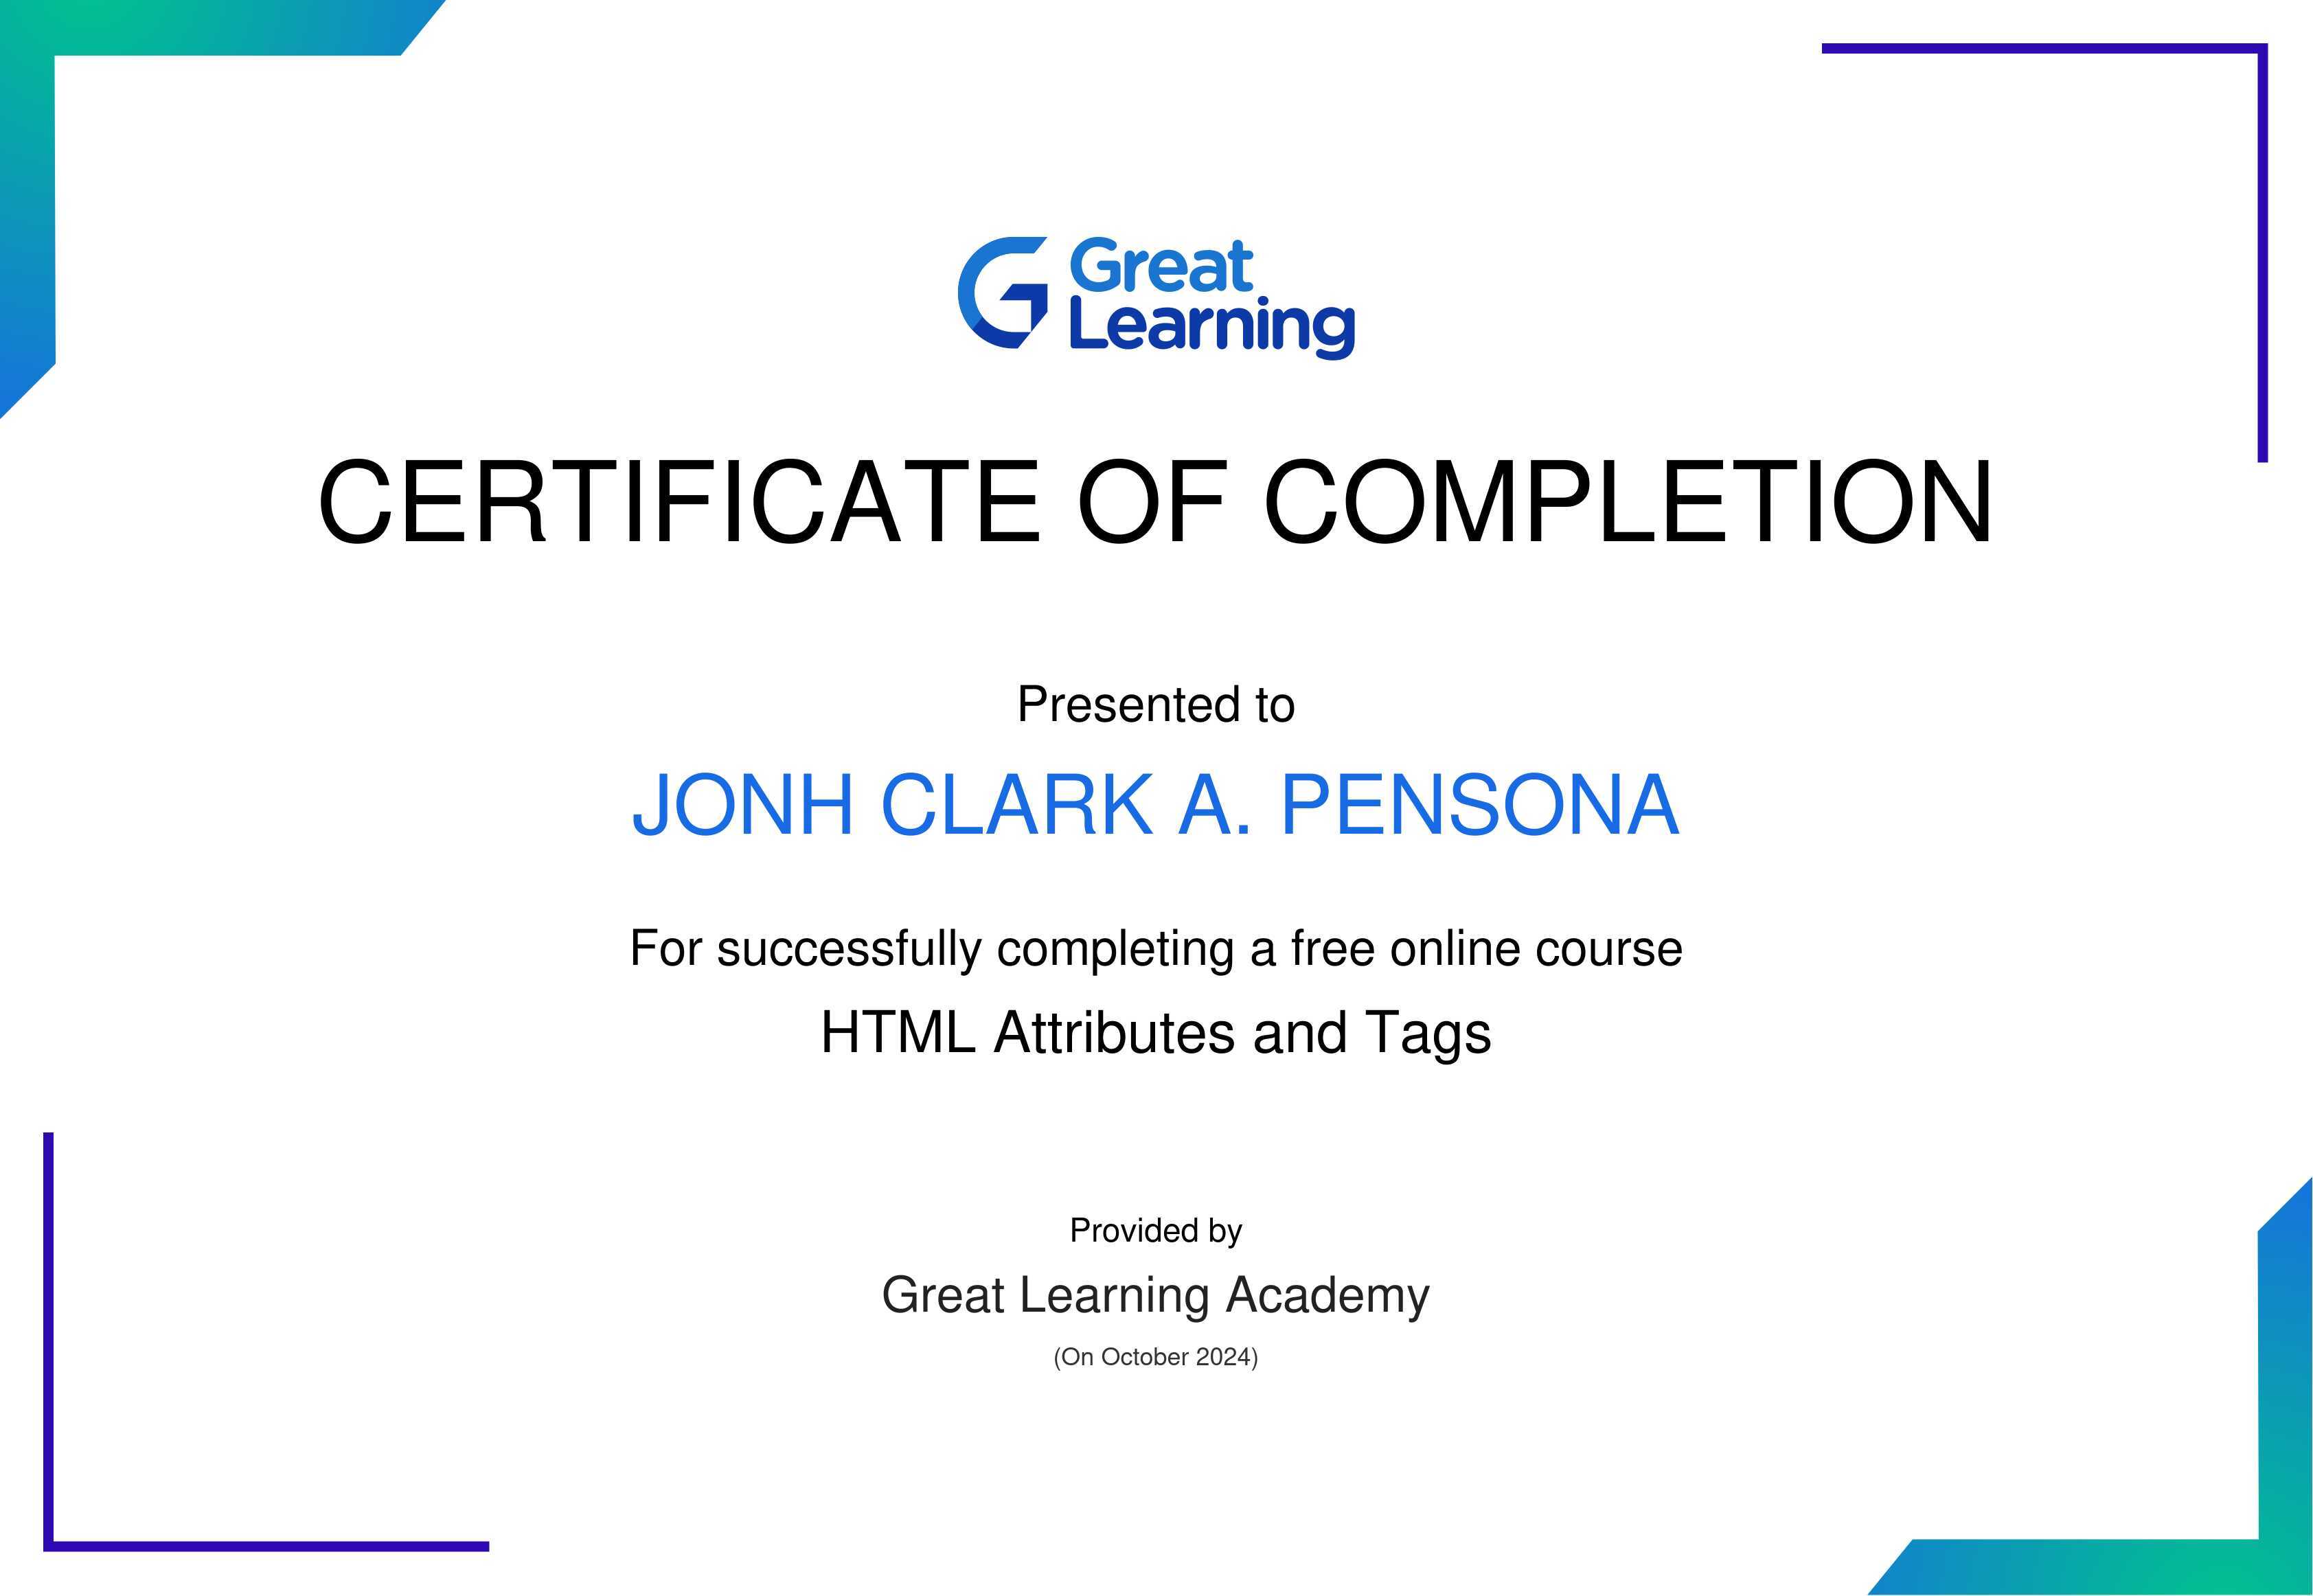 Great
Learning
CERTIFICATE OF COMPLETION
Presented to
JONH CLARK A. PENSONA
For successfully completing a free online course
HTML Attributes and Tags
Provided by
Great Learning Academy
(On October 2024)